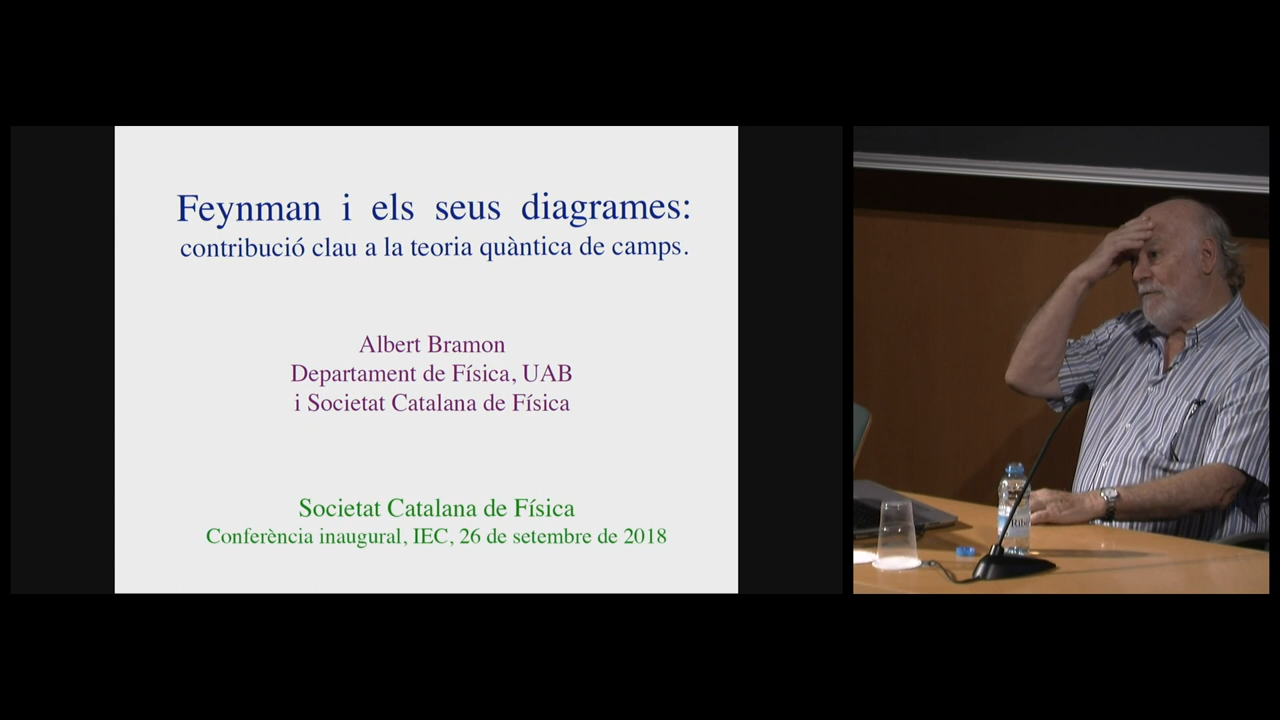 Feynman i els seus diagrames:
contribució clau a la teoria quàntica de camps.
Albert Bramon
Departament de Física, UAB
i Societat Catalana de Física
Societat Catalana de Física
Conferència inaugural, IEC, 26 de setembre de 2018